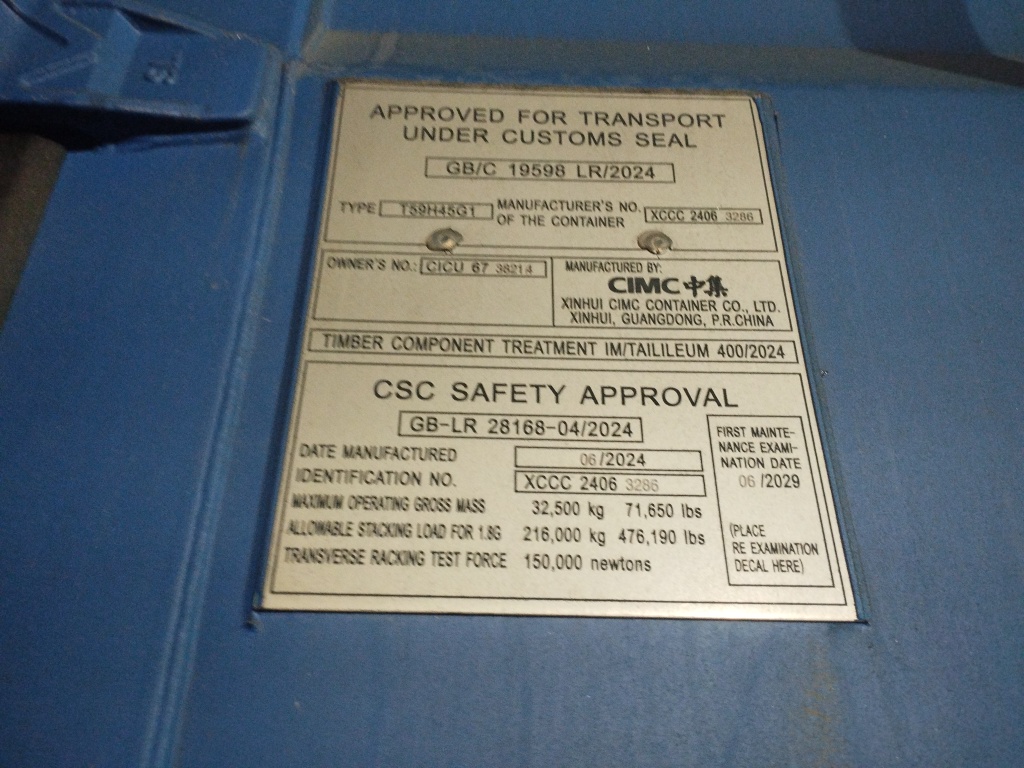 APPROVED FOR TRANSPORT
UNDER CUSTOMS SEAL
GB/C 19598 LR/2024
TYPE T59H45G1 MANUFACTURER'S NO.
OF THE CONTAINER XCCC 2406 3286
OWNER'S NO.: CICU 67 38214
MANUFACTURED BY:
CIMC中集
XINHUI CIMC CONTAINER CO., LTD.
XINHUI, GUANGDONG, P.R.CHINA
TIMBER COMPONENT TREATMENT IM/TAILILEUM 400/2024
CSC SAFETY APPROVAL
GB-LR 28168-04/2024
DATE MANUFACTURED 06/2024
IDENTIFICATION NO. XCCC 2406 3286
MAXIMUM OPERATING GROSS MASS 32,500 kg 71,650 lbs
ALLOWABLE STACKING LOAD FOR 1.8G 216,000 kg 476,190 lbs
TRANSVERSE RACKING TEST FORCE 150,000 newtons
FIRST MAINTE-
NANCE EXAMI-
NATION DATE
06 /2029
(PLACE
RE EXAMINATION
DECAL HERE)